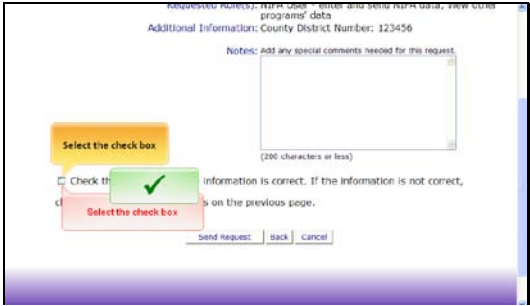 Requested Role(s): NIPA User - enter and send NIPA data, view other
programs' data
Additional Information: County District Number: 123456
Notes: Add any special comments needed for this request.
(200 characters or less)
Select the check box
Check th information is correct. If the information is not correct,
cl s on the previous page.
Select the check box
Send Request Back Cancel